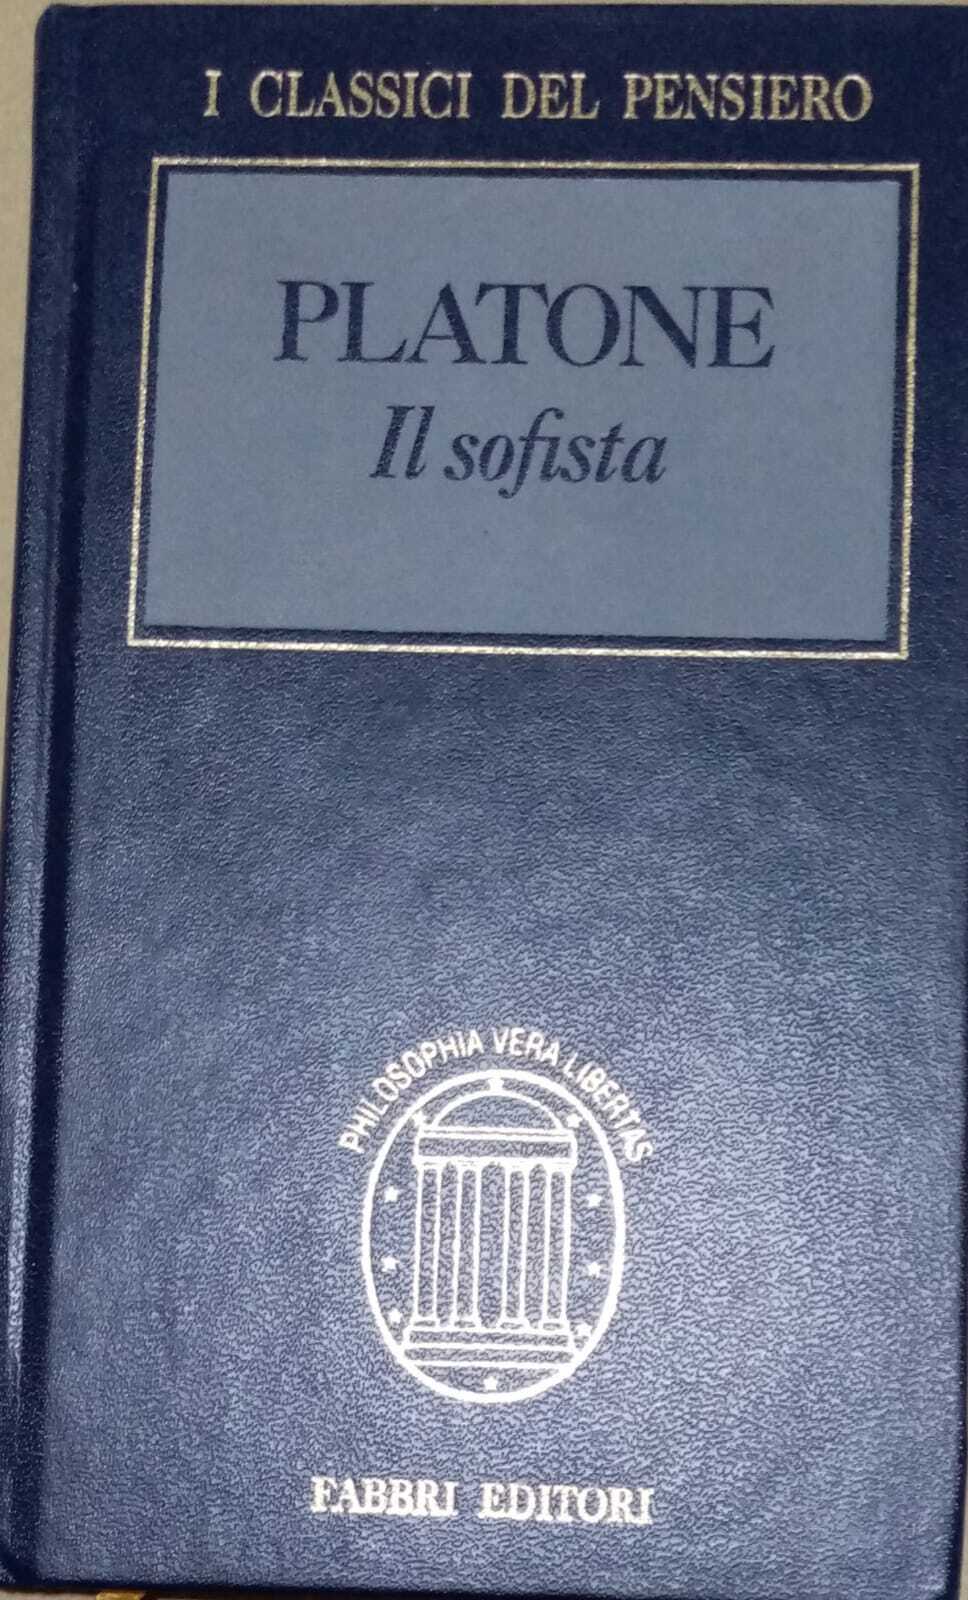 I CLASSICI DEL PENSIERO
PLATONE
Il sofista
PHILOSOPHIA VERA LIBERTAS
FABBRI EDITORI